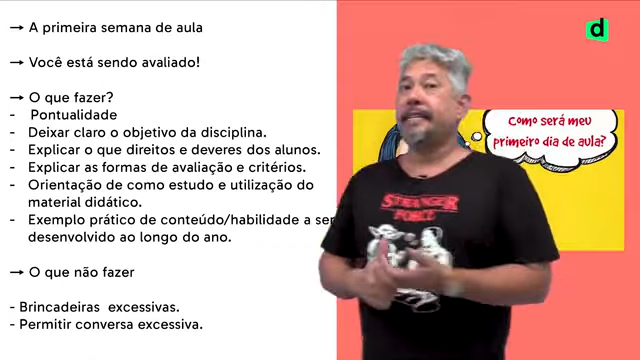 → A primeira semana de aula
→ Você está sendo avaliado!
→ O que fazer?
- Pontualidade
- Deixar claro o objetivo da disciplina.
- Explicar o que direitos e deveres dos alunos.
- Explicar as formas de avaliação e critérios.
- Orientação de como estudo e utilização do
material didático.
- Exemplo prático de conteúdo/habilidade a ser
desenvolvido ao longo do ano.
→ O que não fazer
- Brincadeiras excessivas.
- Permitir conversa excessiva.
d
Como será meu
primeiro dia de aula?
STRANGER
FORCE